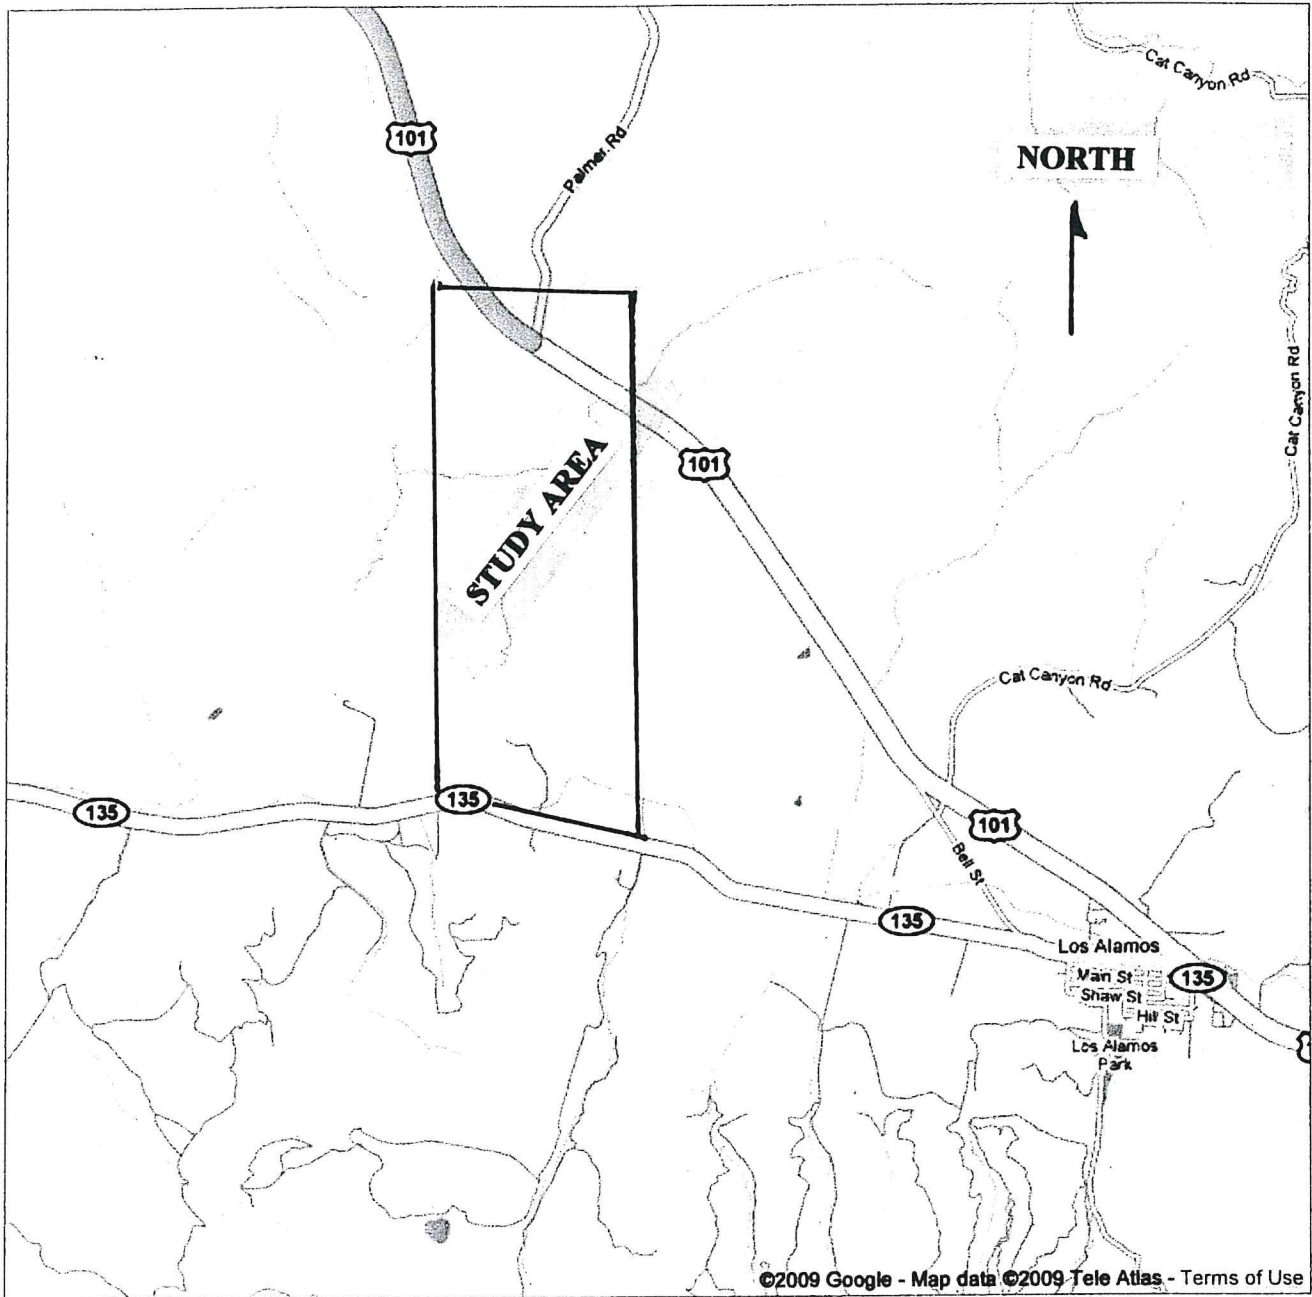 Cat Canyon Rd
101
Palmer Rd
NORTH
Cat Canyon Rd
101
STUDY AREA
Cat Canyon Rd
135
135
101
Bell St
135
Los Alamos
Main St
135
Shaw St
Hill St
Los Alamos
Park
©2009 Google - Map data ©2009 Tele Atlas - Terms of Use